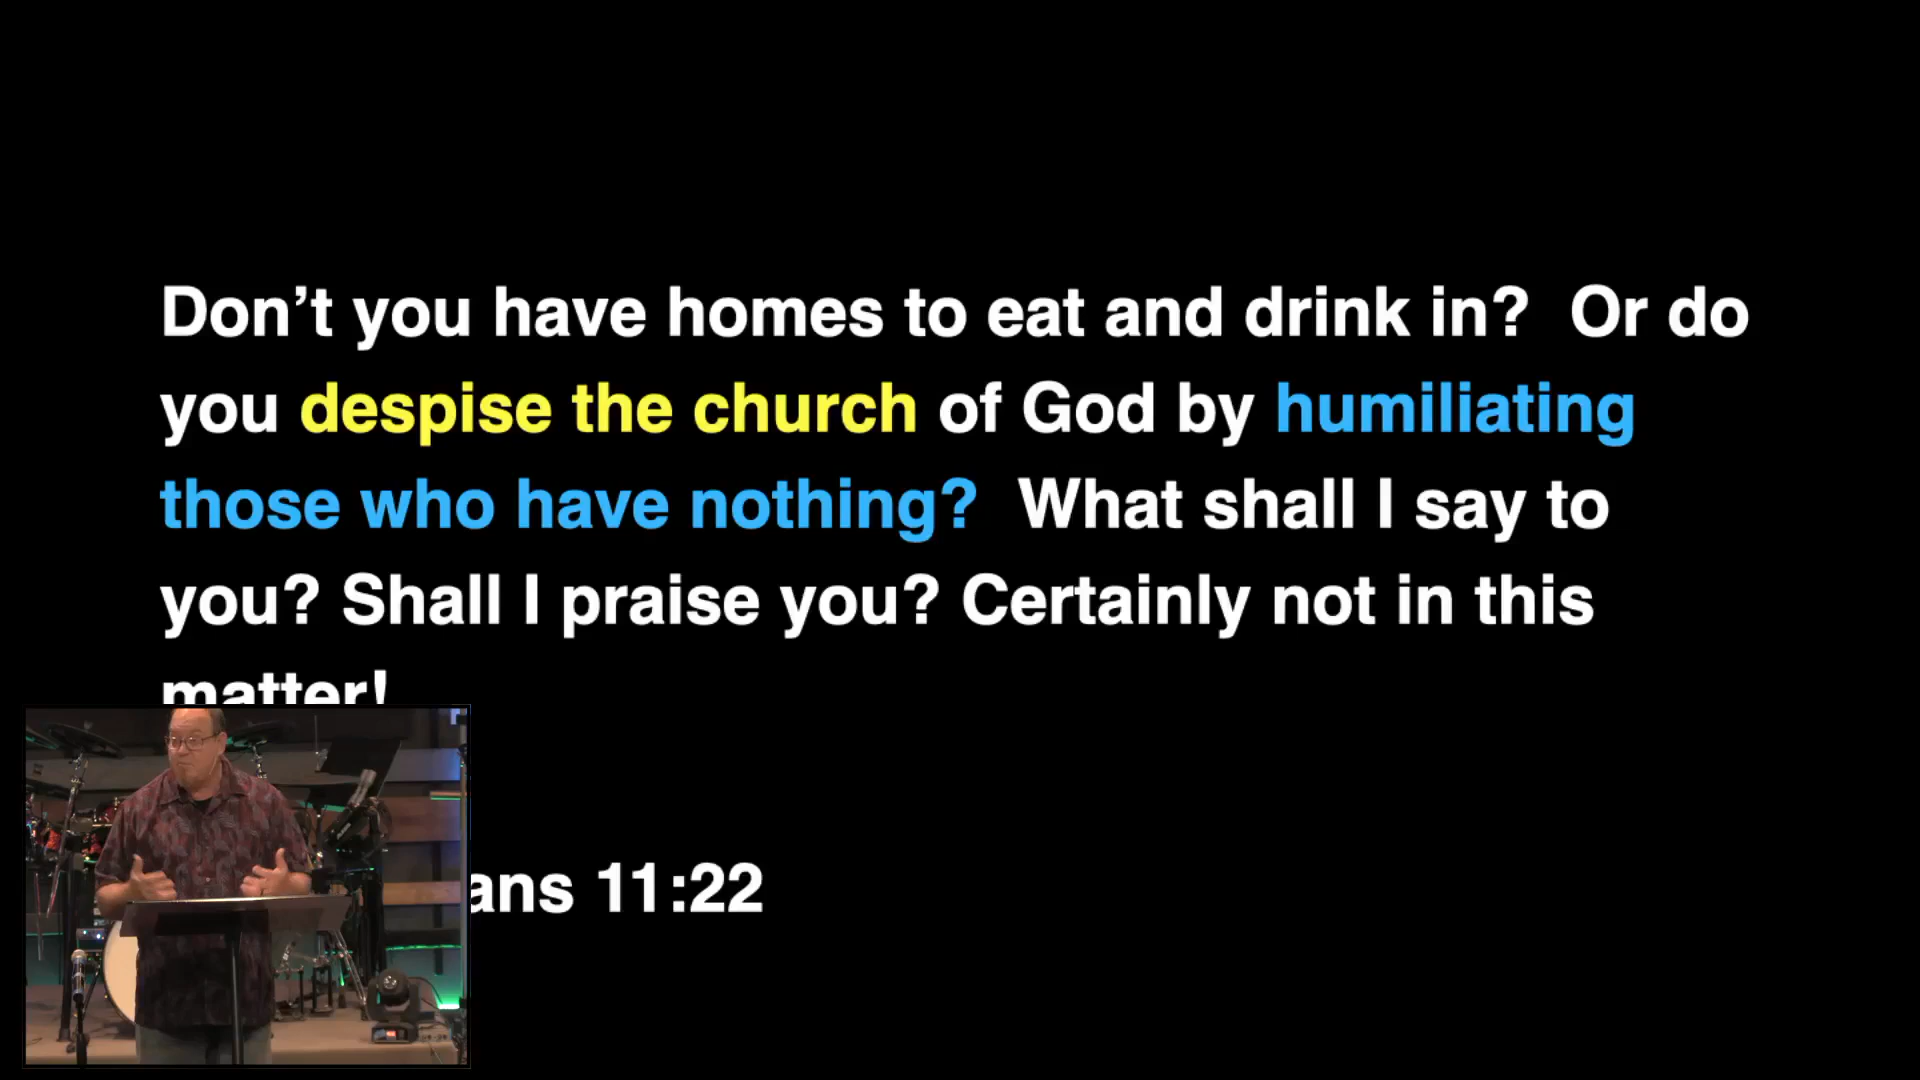 Don’t you have homes to eat and drink in?  Or do
you despise the church of God by humiliating
those who have nothing?  What shall I say to
you? Shall I praise you? Certainly not in this
matter!
ans 11:22